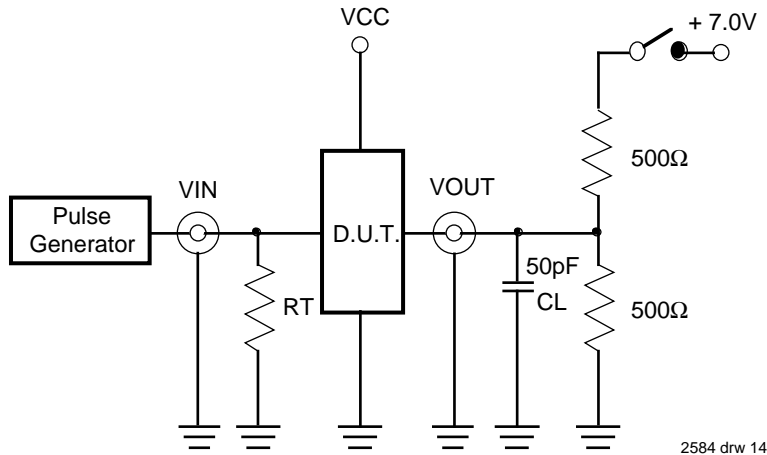 VCC
+ 7.0V
500Ω
VIN
VOUT
Pulse
Generator
D.U.T.
50pF
CL
RT
500Ω
2584 drw 14